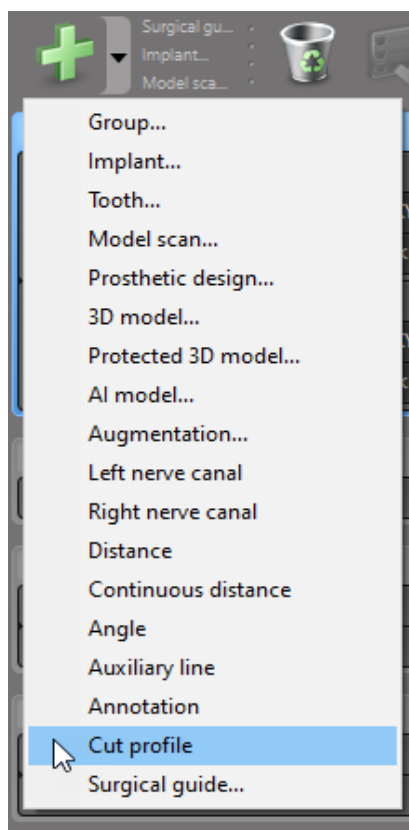 Surgical gu...
Implant...
Model sca...
Group...
Implant...
Tooth...
Model scan...
Prosthetic design...
3D model...
Protected 3D model...
AI model...
Augmentation...
Left nerve canal
Right nerve canal
Distance
Continuous distance
Angle
Auxiliary line
Annotation
Cut profile
Surgical guide...